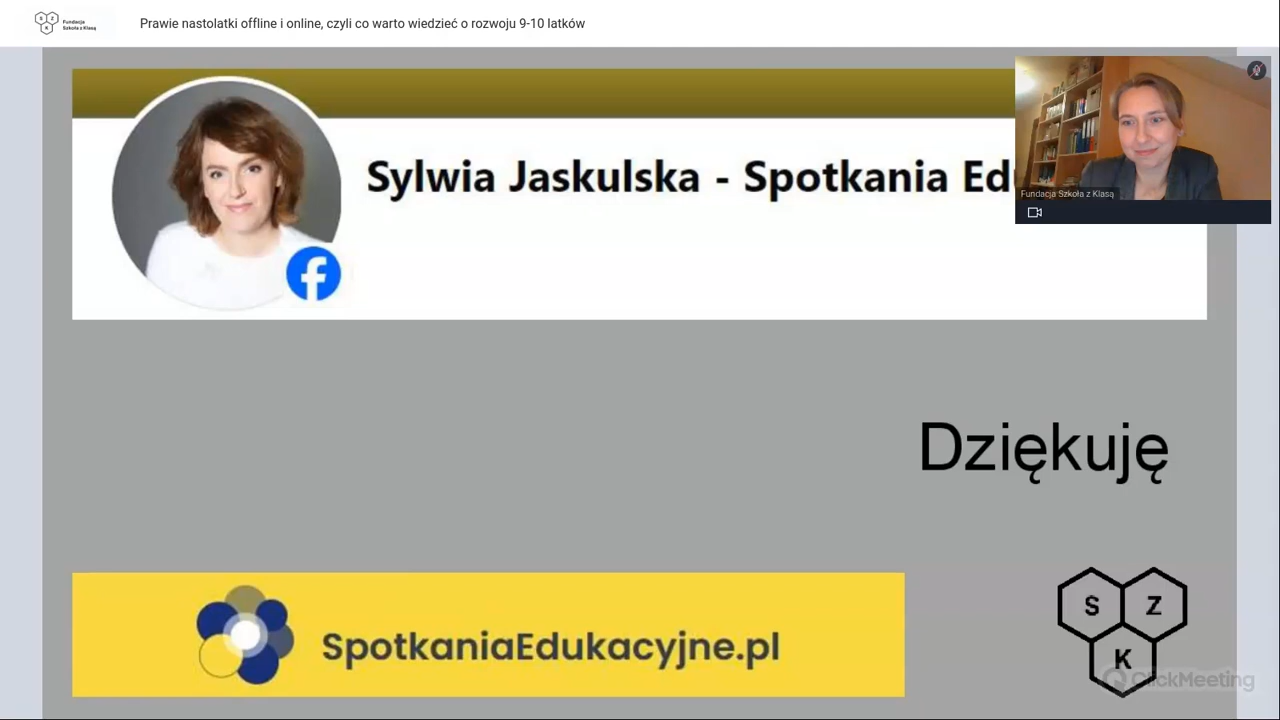 S Z
K
Fundacja
Szkoła z Klasą
Prawie nastolatki offline i online, czyli co warto wiedzieć o rozwoju 9-10 latków
Sylwia Jaskulska - Spotkania Edu
Fundacja Szkoła z Klasą
Dziękuję
SpotkaniaEdukacyjne.pl
S Z
K
ClickMeeting